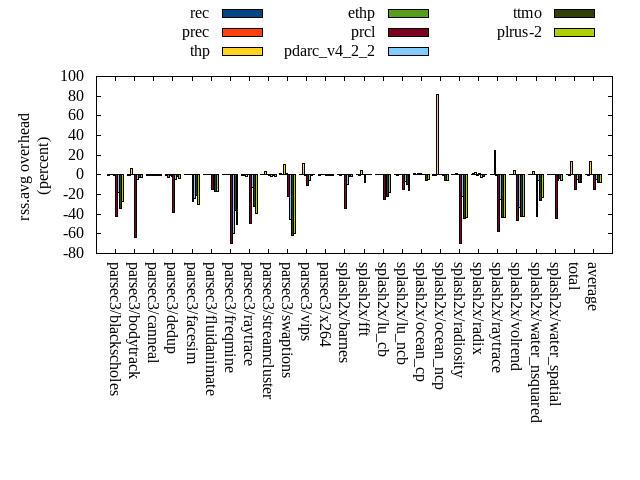 rec ethp ttmo
prec prcl plrus-2
thp pdarc_v4_2_2
rss.avg overhead
(percent)
100
80
60
40
20
0
-20
-40
-60
-80
parsec3/blackscholes
parsec3/bodytrack
parsec3/canneal
parsec3/dedup
parsec3/facesim
parsec3/fluidanimate
parsec3/freqmine
parsec3/raytrace
parsec3/streamcluster
parsec3/swaptions
parsec3/vips
parsec3/x264
splash2x/barnes
splash2x/fft
splash2x/lu_cb
splash2x/lu_ncb
splash2x/ocean_cp
splash2x/ocean_ncp
splash2x/radiosity
splash2x/radix
splash2x/raytrace
splash2x/volrend
splash2x/water_nsquared
splash2x/water_spatial
total
average